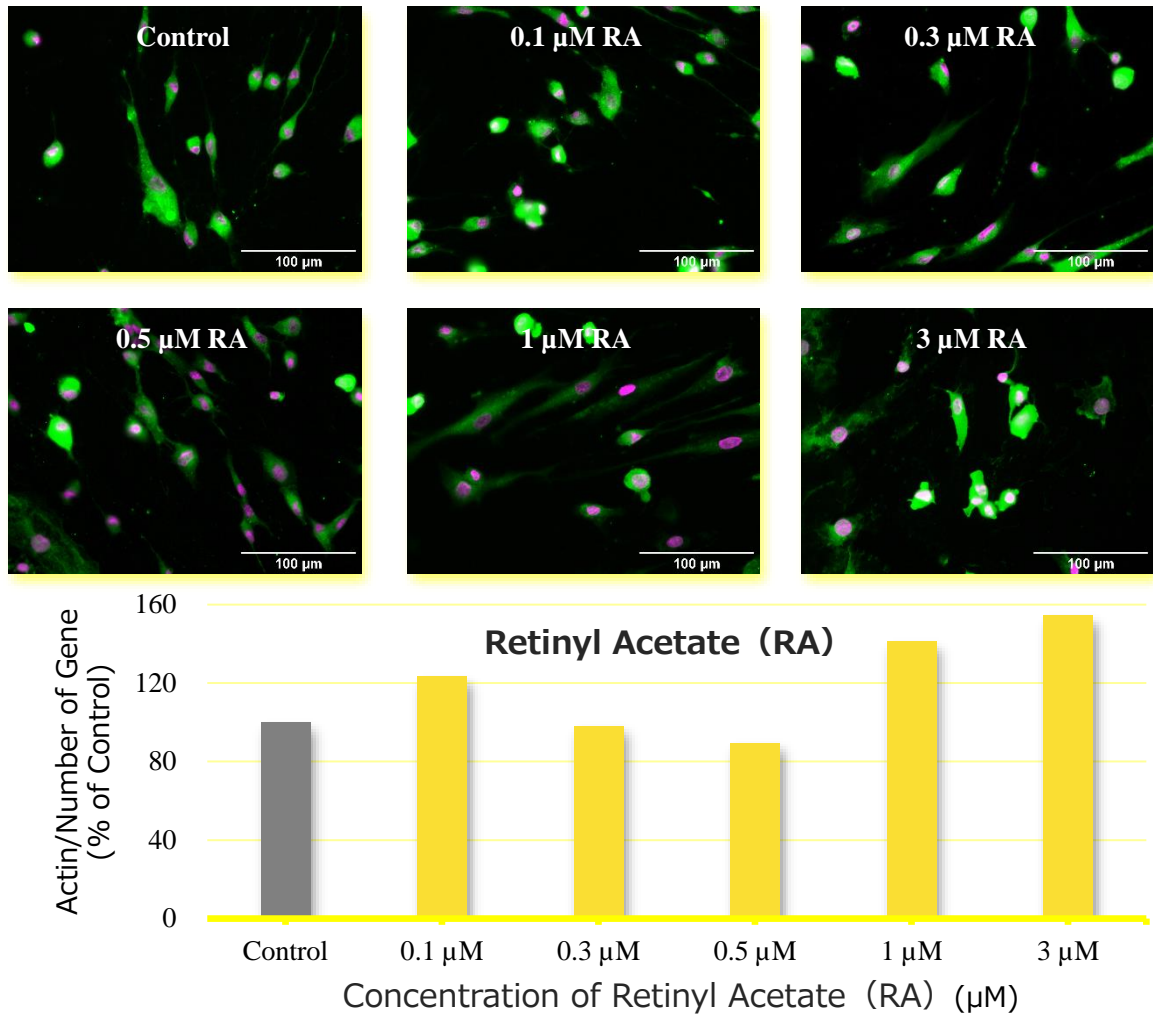 Control
0.1 µM RA
0.3 µM RA
100 µm
100 µm
100 µm
0.5 µM RA
1 µM RA
3 µM RA
100 µm
100 µm
100 µm
Retinyl Acetate（RA）
Actin/Number of Gene
(% of Control)
160
120
80
40
0
Control
0.1 µM
0.3 µM
0.5 µM
1 µM
3 µM
Concentration of Retinyl Acetate（RA）(µM)